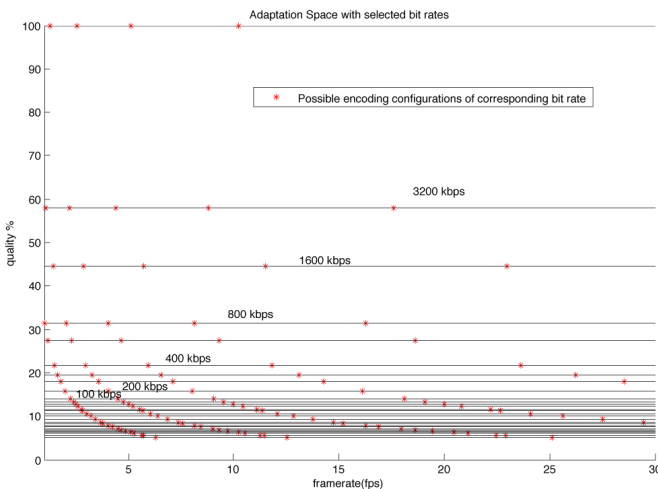 Adaptation Space with selected bit rates
100
90
80
70
60
50
40
30
20
10
0
quality %
Possible encoding configurations of corresponding bit rate
3200 kbps
1600 kbps
800 kbps
400 kbps
200 kbps
100 kbps
5
10
15
20
25
30
framerate(fps)